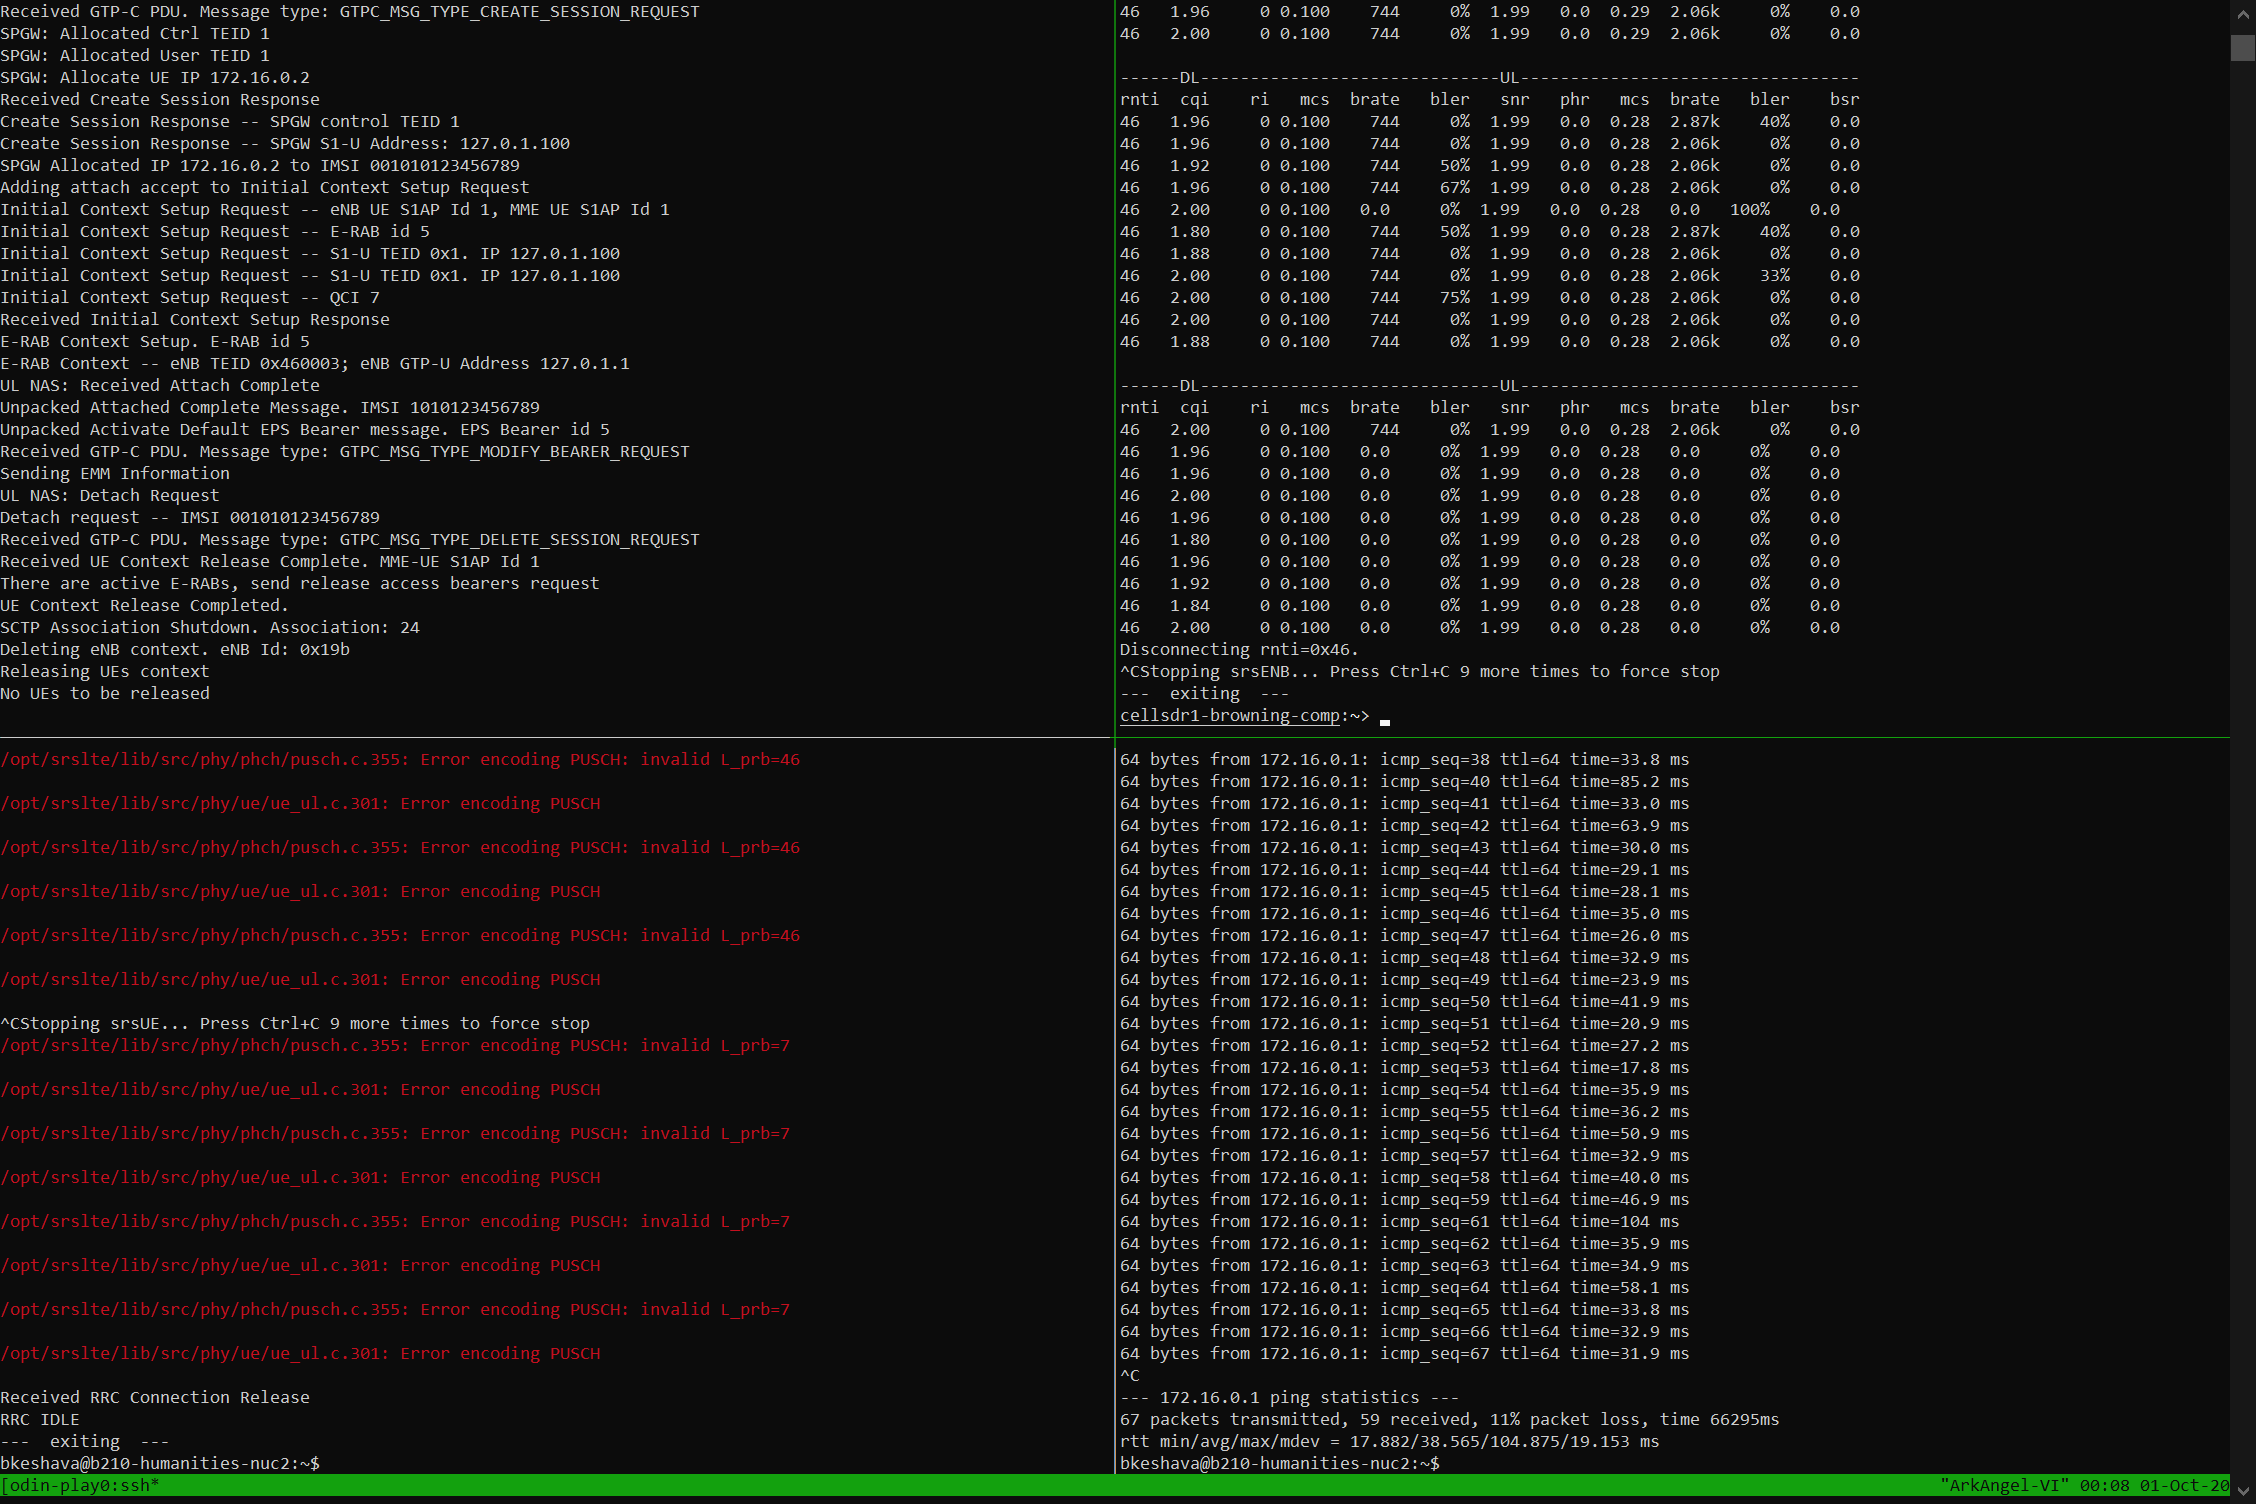 Received GTP-C PDU. Message type: GTPC_MSG_TYPE_CREATE_SESSION_REQUEST
SPGW: Allocated Ctrl TEID 1
SPGW: Allocated User TEID 1
SPGW: Allocate UE IP 172.16.0.2
Received Create Session Response
Create Session Response -- SPGW control TEID 1
Create Session Response -- SPGW S1-U Address: 127.0.1.100
SPGW Allocated IP 172.16.0.2 to IMSI 001010123456789
Adding attach accept to Initial Context Setup Request
Initial Context Setup Request -- eNB UE S1AP Id 1, MME UE S1AP Id 1
Initial Context Setup Request -- E-RAB id 5
Initial Context Setup Request -- S1-U TEID 0x1. IP 127.0.1.100
Initial Context Setup Request -- S1-U TEID 0x1. IP 127.0.1.100
Initial Context Setup Request -- QCI 7
Received Initial Context Setup Response
E-RAB Context Setup. E-RAB id 5
E-RAB Context -- eNB TEID 0x460003; eNB GTP-U Address 127.0.1.1
UL NAS: Received Attach Complete
Unpacked Attached Complete Message. IMSI 1010123456789
Unpacked Activate Default EPS Bearer message. EPS Bearer id 5
Received GTP-C PDU. Message type: GTPC_MSG_TYPE_MODIFY_BEARER_REQUEST
Sending EMM Information
UL NAS: Detach Request
Detach request -- IMSI 001010123456789
Received GTP-C PDU. Message type: GTPC_MSG_TYPE_DELETE_SESSION_REQUEST
Received UE Context Release Complete. MME-UE S1AP Id 1
There are active E-RABs, send release access bearers request
UE Context Release Completed.
SCTP Association Shutdown. Association: 24
Deleting eNB context. eNB Id: 0x19b
Releasing UEs context
No UEs to be released
46 1.96 0 0.100 744 0% 1.99 0.0 0.29 2.06k 0% 0.0
46 2.00 0 0.100 744 0% 1.99 0.0 0.29 2.06k 0% 0.0
------DL------------------------------UL----------------------------------
rnti cqi ri mcs brate bler snr phr mcs brate bler bsr
46 1.96 0 0.100 744 0% 1.99 0.0 0.28 2.87k 40% 0.0
46 1.96 0 0.100 744 0% 1.99 0.0 0.28 2.06k 0% 0.0
46 1.92 0 0.100 744 50% 1.99 0.0 0.28 2.06k 0% 0.0
46 1.96 0 0.100 744 67% 1.99 0.0 0.28 2.06k 0% 0.0
46 2.00 0 0.100 0.0 0% 1.99 0.0 0.28 0.0 100% 0.0
46 1.80 0 0.100 744 50% 1.99 0.0 0.28 2.87k 40% 0.0
46 1.88 0 0.100 744 0% 1.99 0.0 0.28 2.06k 0% 0.0
46 2.00 0 0.100 744 0% 1.99 0.0 0.28 2.06k 33% 0.0
46 2.00 0 0.100 744 75% 1.99 0.0 0.28 2.06k 0% 0.0
46 2.00 0 0.100 744 0% 1.99 0.0 0.28 2.06k 0% 0.0
46 1.88 0 0.100 744 0% 1.99 0.0 0.28 2.06k 0% 0.0
------DL------------------------------UL----------------------------------
rnti cqi ri mcs brate bler snr phr mcs brate bler bsr
46 2.00 0 0.100 744 0% 1.99 0.0 0.28 2.06k 0% 0.0
46 1.96 0 0.100 0.0 0% 1.99 0.0 0.28 0.0 0% 0.0
46 1.96 0 0.100 0.0 0% 1.99 0.0 0.28 0.0 0% 0.0
46 2.00 0 0.100 0.0 0% 1.99 0.0 0.28 0.0 0% 0.0
46 1.96 0 0.100 0.0 0% 1.99 0.0 0.28 0.0 0% 0.0
46 1.80 0 0.100 0.0 0% 1.99 0.0 0.28 0.0 0% 0.0
46 1.96 0 0.100 0.0 0% 1.99 0.0 0.28 0.0 0% 0.0
46 1.92 0 0.100 0.0 0% 1.99 0.0 0.28 0.0 0% 0.0
46 1.84 0 0.100 0.0 0% 1.99 0.0 0.28 0.0 0% 0.0
46 2.00 0 0.100 0.0 0% 1.99 0.0 0.28 0.0 0% 0.0
Disconnecting rnti=0x46.
^CStopping srsENB... Press Ctrl+C 9 more times to force stop
--- exiting ---
cellsdr1-browning-comp:~>
/opt/srslte/lib/src/phy/phch/pusch.c.355: Error encoding PUSCH: invalid L_prb=46
/opt/srslte/lib/src/phy/ue/ue_ul.c.301: Error encoding PUSCH
/opt/srslte/lib/src/phy/phch/pusch.c.355: Error encoding PUSCH: invalid L_prb=46
/opt/srslte/lib/src/phy/ue/ue_ul.c.301: Error encoding PUSCH
/opt/srslte/lib/src/phy/phch/pusch.c.355: Error encoding PUSCH: invalid L_prb=46
/opt/srslte/lib/src/phy/ue/ue_ul.c.301: Error encoding PUSCH
^CStopping srsUE... Press Ctrl+C 9 more times to force stop
/opt/srslte/lib/src/phy/phch/pusch.c.355: Error encoding PUSCH: invalid L_prb=7
/opt/srslte/lib/src/phy/ue/ue_ul.c.301: Error encoding PUSCH
/opt/srslte/lib/src/phy/phch/pusch.c.355: Error encoding PUSCH: invalid L_prb=7
/opt/srslte/lib/src/phy/ue/ue_ul.c.301: Error encoding PUSCH
/opt/srslte/lib/src/phy/phch/pusch.c.355: Error encoding PUSCH: invalid L_prb=7
/opt/srslte/lib/src/phy/ue/ue_ul.c.301: Error encoding PUSCH
/opt/srslte/lib/src/phy/phch/pusch.c.355: Error encoding PUSCH: invalid L_prb=7
/opt/srslte/lib/src/phy/ue/ue_ul.c.301: Error encoding PUSCH
Received RRC Connection Release
RRC IDLE
--- exiting ---
bkeshava@b210-humanities-nuc2:~$
64 bytes from 172.16.0.1: icmp_seq=38 ttl=64 time=33.8 ms
64 bytes from 172.16.0.1: icmp_seq=40 ttl=64 time=85.2 ms
64 bytes from 172.16.0.1: icmp_seq=41 ttl=64 time=33.0 ms
64 bytes from 172.16.0.1: icmp_seq=42 ttl=64 time=63.9 ms
64 bytes from 172.16.0.1: icmp_seq=43 ttl=64 time=30.0 ms
64 bytes from 172.16.0.1: icmp_seq=44 ttl=64 time=29.1 ms
64 bytes from 172.16.0.1: icmp_seq=45 ttl=64 time=28.1 ms
64 bytes from 172.16.0.1: icmp_seq=46 ttl=64 time=35.0 ms
64 bytes from 172.16.0.1: icmp_seq=47 ttl=64 time=26.0 ms
64 bytes from 172.16.0.1: icmp_seq=48 ttl=64 time=32.9 ms
64 bytes from 172.16.0.1: icmp_seq=49 ttl=64 time=23.9 ms
64 bytes from 172.16.0.1: icmp_seq=50 ttl=64 time=41.9 ms
64 bytes from 172.16.0.1: icmp_seq=51 ttl=64 time=20.9 ms
64 bytes from 172.16.0.1: icmp_seq=52 ttl=64 time=27.2 ms
64 bytes from 172.16.0.1: icmp_seq=53 ttl=64 time=17.8 ms
64 bytes from 172.16.0.1: icmp_seq=54 ttl=64 time=35.9 ms
64 bytes from 172.16.0.1: icmp_seq=55 ttl=64 time=36.2 ms
64 bytes from 172.16.0.1: icmp_seq=56 ttl=64 time=50.9 ms
64 bytes from 172.16.0.1: icmp_seq=57 ttl=64 time=32.9 ms
64 bytes from 172.16.0.1: icmp_seq=58 ttl=64 time=40.0 ms
64 bytes from 172.16.0.1: icmp_seq=59 ttl=64 time=46.9 ms
64 bytes from 172.16.0.1: icmp_seq=61 ttl=64 time=104 ms
64 bytes from 172.16.0.1: icmp_seq=62 ttl=64 time=35.9 ms
64 bytes from 172.16.0.1: icmp_seq=63 ttl=64 time=34.9 ms
64 bytes from 172.16.0.1: icmp_seq=64 ttl=64 time=58.1 ms
64 bytes from 172.16.0.1: icmp_seq=65 ttl=64 time=33.8 ms
64 bytes from 172.16.0.1: icmp_seq=66 ttl=64 time=32.9 ms
64 bytes from 172.16.0.1: icmp_seq=67 ttl=64 time=31.9 ms
^C
--- 172.16.0.1 ping statistics ---
67 packets transmitted, 59 received, 11% packet loss, time 66295ms
rtt min/avg/max/mdev = 17.882/38.565/104.875/19.153 ms
bkeshava@b210-humanities-nuc2:~$
[odin-play0:ssh* "ArkAngel-VI" 00:08 01-Oct-20